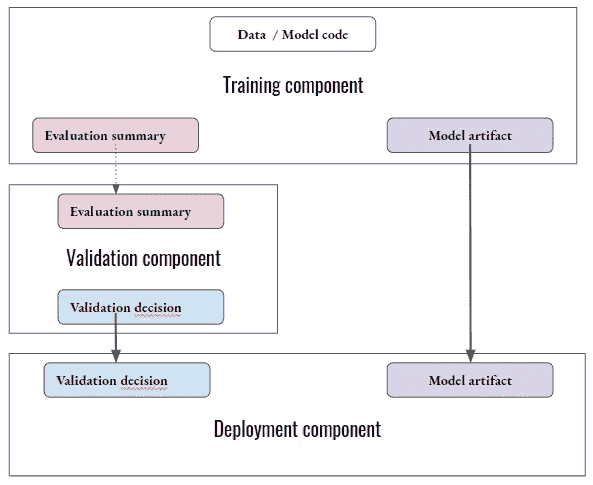 Data / Model code
Training component
Evaluation summary
Model artifact
Evaluation summary
Validation component
Validation decision
Validation decision
Model artifact
Deployment component